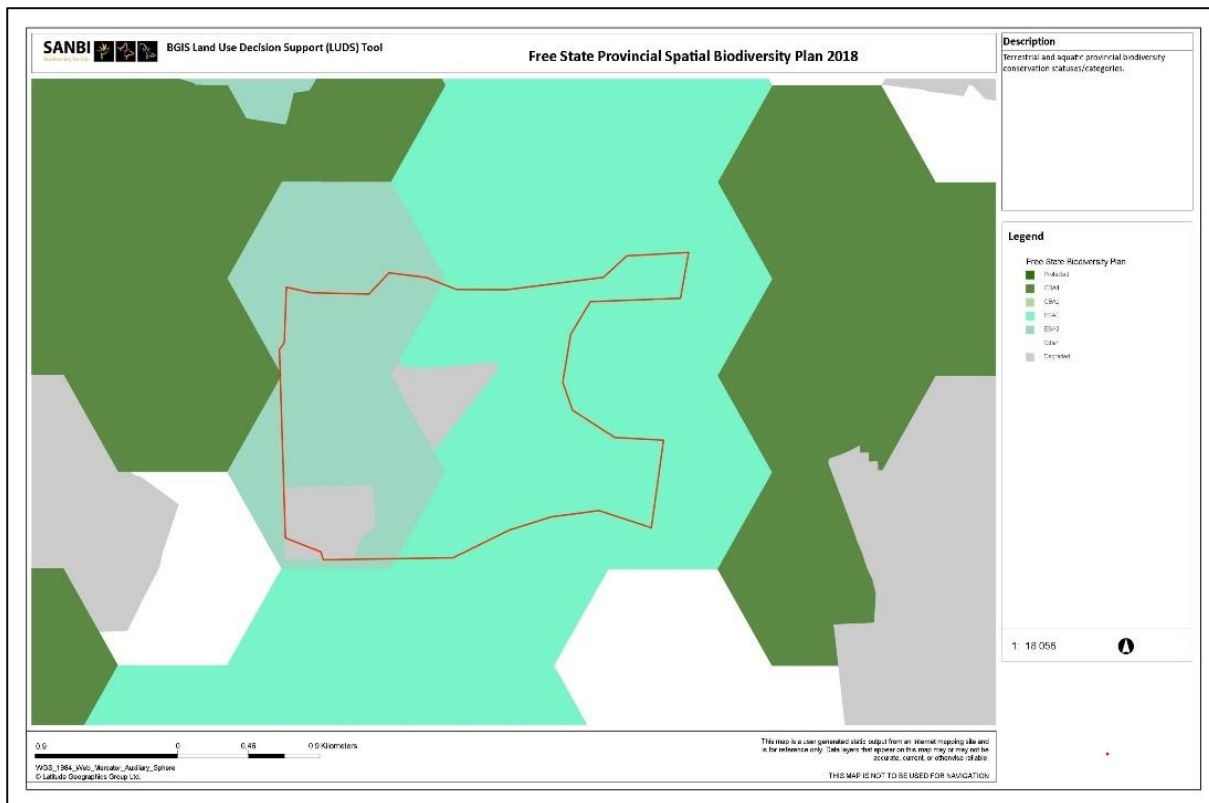 SANBI
BGIS Land Use Decision Support (LUDS) Tool
Free State Provincial Spatial Biodiversity Plan 2018
Description
Terrestrial and aquatic provincial biodiversity
conservation statuses/categories.
Legend
Free State Biodiversity Plan
Protected
CBA1
CBA2
ESA1
ESA2
Other
Degraded
1: 18 056
0.9
0
0.45
0.9 Kilometers
WGS_1984_Web_Mercator_Auxiliary_Sphere
© Latitude Geographics Group Ltd.
This map is a user generated static output from an internet mapping site and
is for reference only. Data layers that appear on this map may or may not be
accurate, current, or otherwise reliable.
THIS MAP IS NOT TO BE USED FOR NAVIGATION